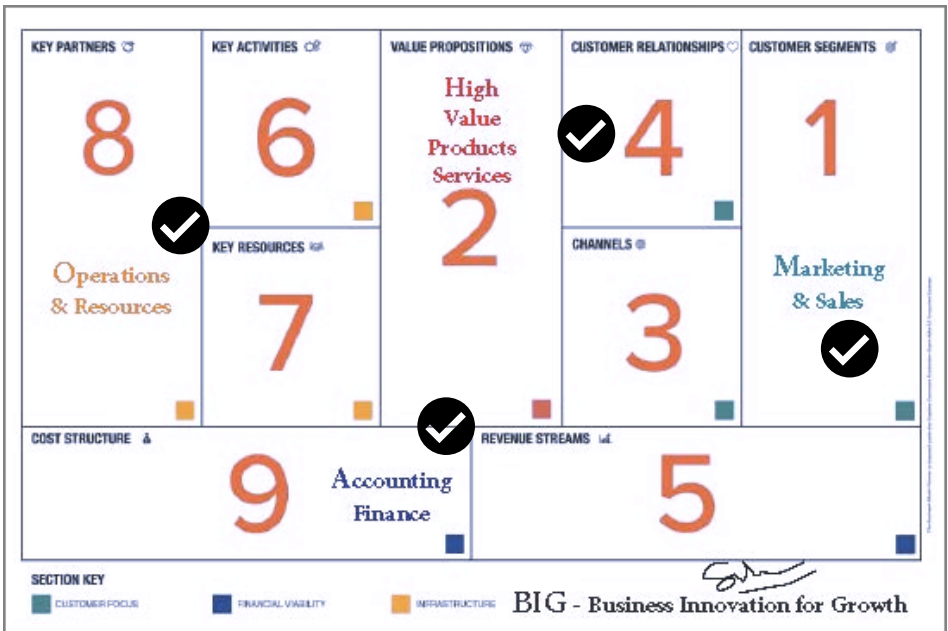 KEY PARTNERS
8
Operations
& Resources
KEY ACTIVITIES
6
KEY RESOURCES
7
VALUE PROPOSITIONS
High
Value
Products
Services
2
CUSTOMER RELATIONSHIPS
4
CHANNELS
3
CUSTOMER SEGMENTS
1
Marketing
& Sales
COST STRUCTURE
9
Accounting
Finance
REVENUE STREAMS
5
SECTION KEY
CUSTOMER FOCUS
FINANCIAL VIABILITY
INFRASTRUCTURE
BIG - Business Innovation for Growth